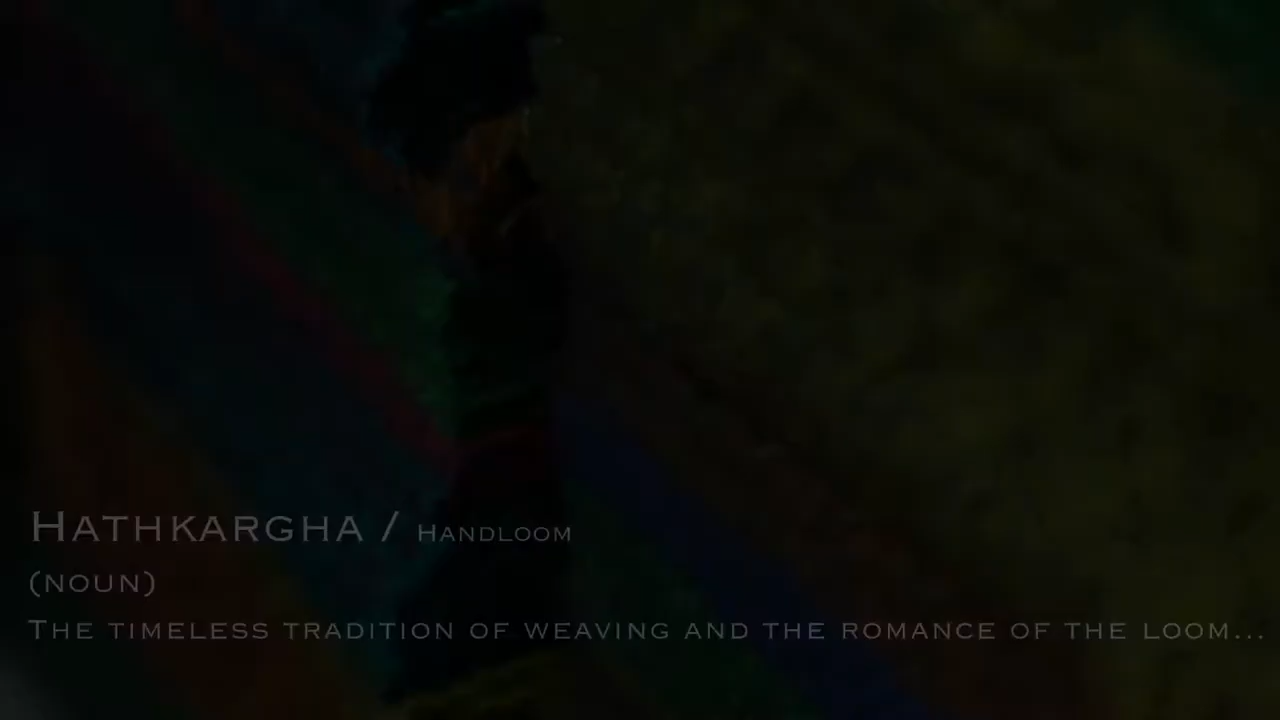 HATHKARGHA / HANDLOOM
(NOUN)
THE TIMELESS TRADITION OF WEAVING AND THE ROMANCE OF THE LOOM...